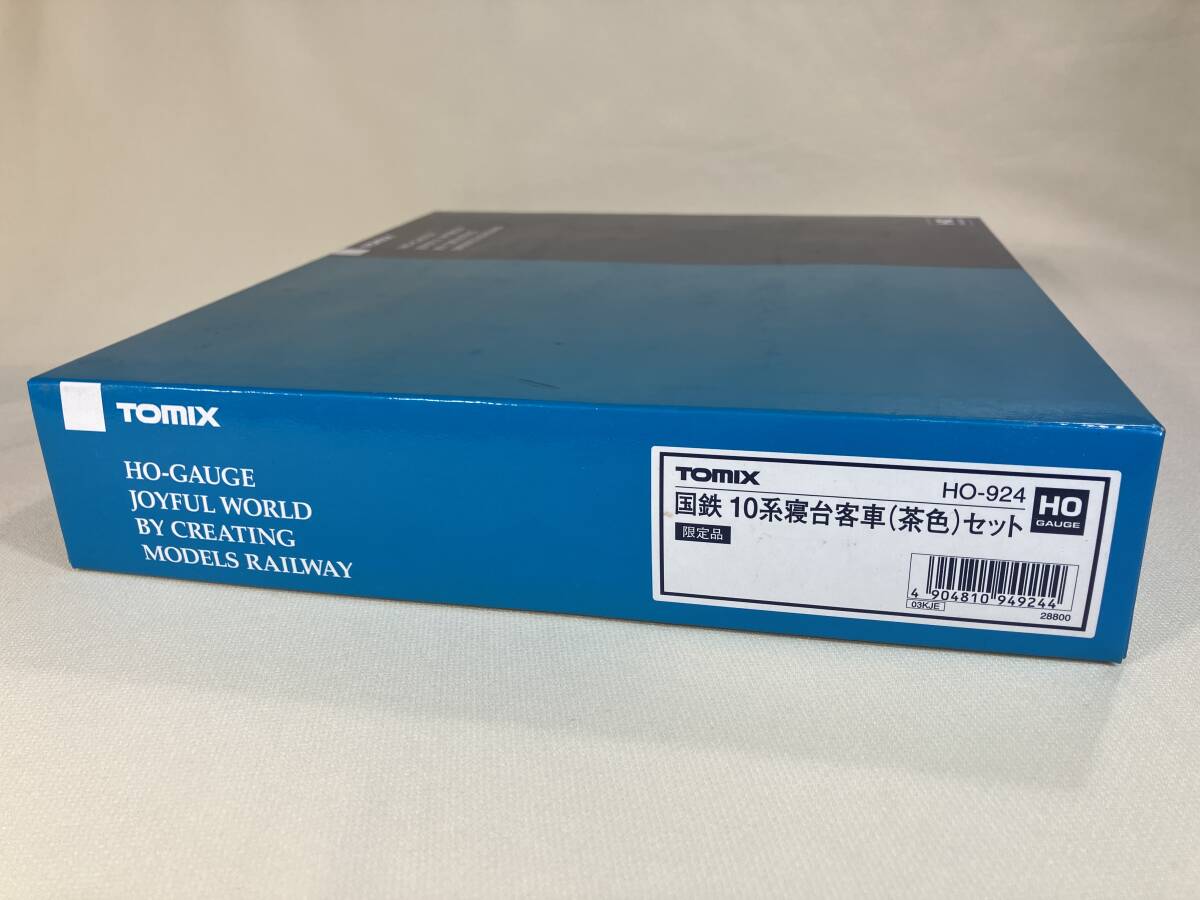 TOMIX
HO-GAUGE
JOYFUL WORLD
BY CREATING
MODELS RAILWAY
TOMIX
HO-924
HO
GAUGE
国鉄 10系寝台客車(茶色)セット
限定品
4 904810 949244
03KJE
28800